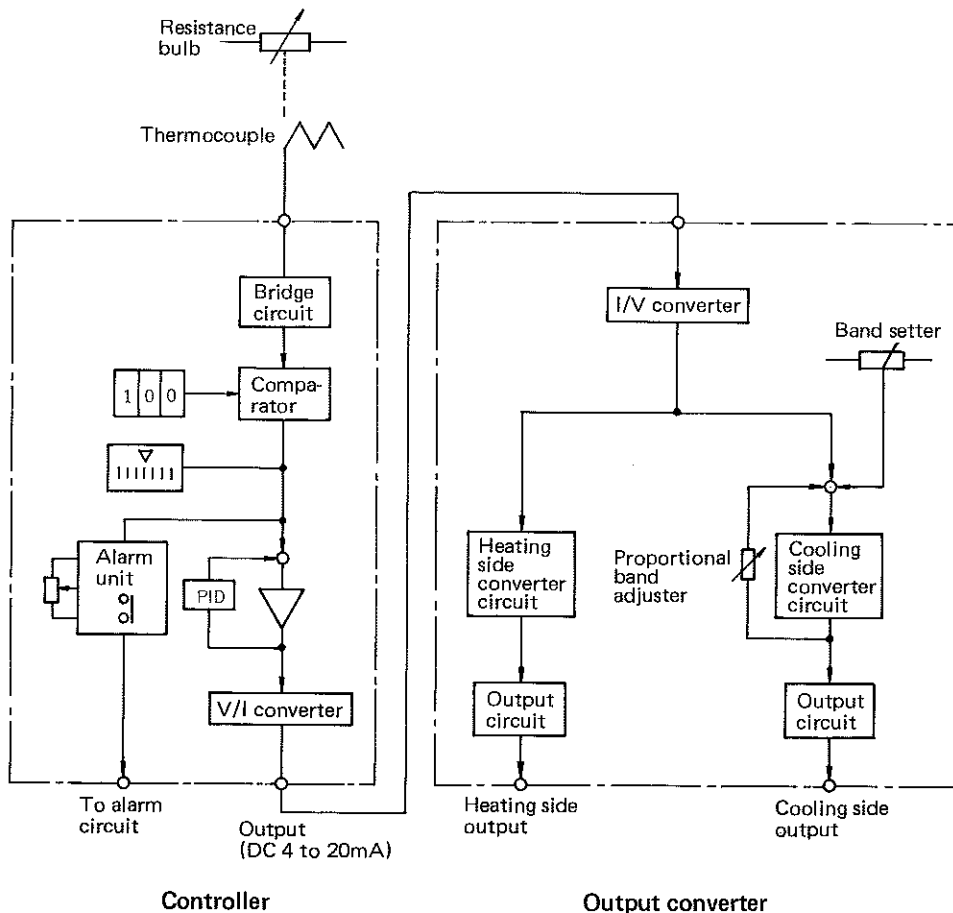 Resistance
bulb
Thermocouple
Bridge
circuit
Compa-
rator
1 0 0
Alarm
unit
PID
V/I converter
To alarm
circuit
Output
(DC 4 to 20mA)
Controller
I/V converter
Band setter
Heating
side
converter
circuit
Proportional
band
adjuster
Cooling
side
converter
circuit
Output
circuit
Output
circuit
Heating side
output
Cooling side
output
Output converter